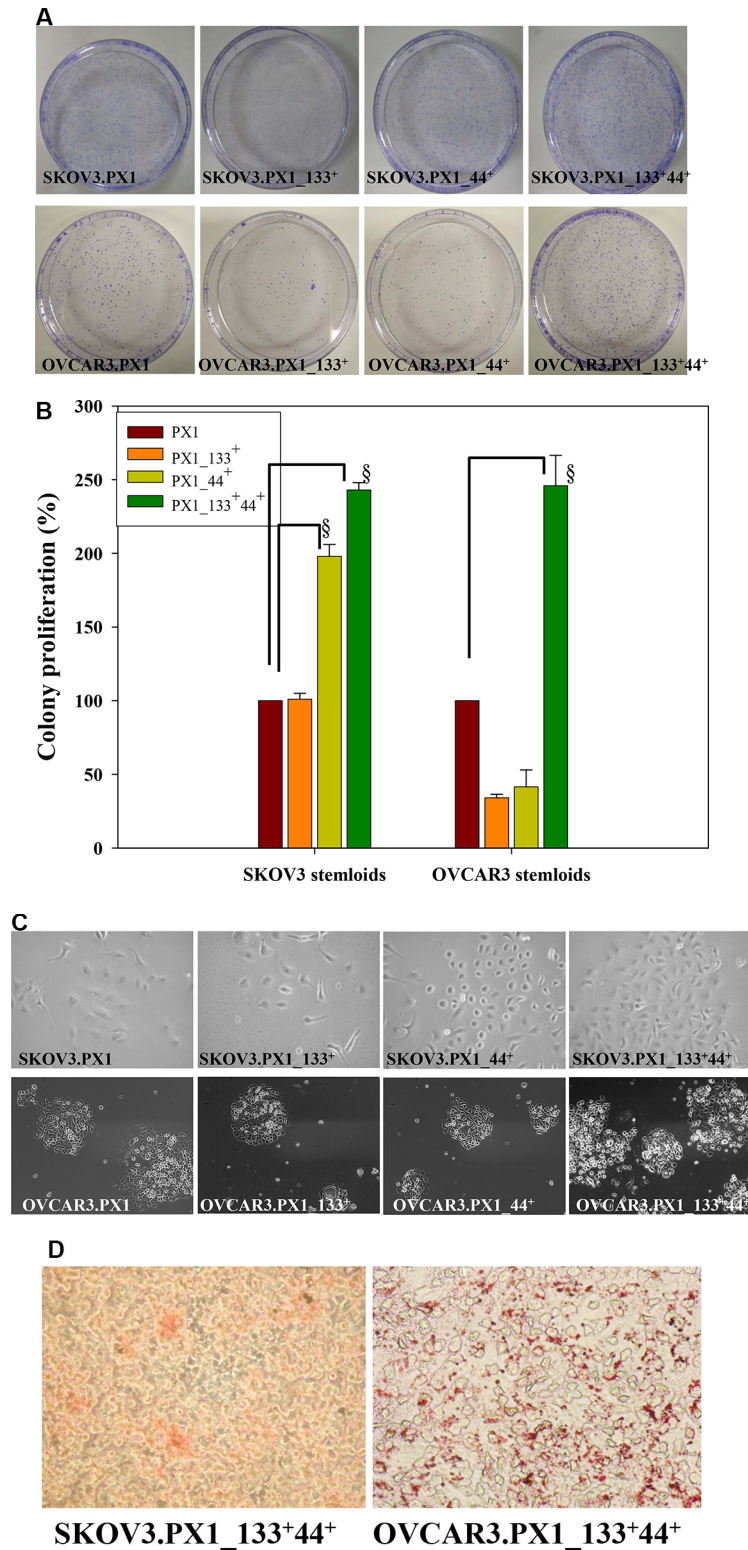 A
SKOV3.PX1
SKOV3.PX1_133⁺
SKOV3.PX1_44⁺
SKOV3.PX1_133⁺44⁺
OVCAR3.PX1
OVCAR3.PX1_133⁺
OVCAR3.PX1_44⁺
OVCAR3.PX1_133⁺44⁺
B
Colony proliferation (%)
300
250
200
150
100
50
0
PX1
PX1_133⁺
PX1_44⁺
PX1_133⁺44⁺
§
§
§
SKOV3 stemloids
OVCAR3 stemloids
C
SKOV3.PX1
SKOV3.PX1_133⁺
SKOV3.PX1_44⁺
SKOV3.PX1_133⁺44⁺
OVCAR3.PX1
OVCAR3.PX1_133⁺
OVCAR3.PX1_44⁺
OVCAR3.PX1_133⁺44⁺
D
SKOV3.PX1_133⁺44⁺
OVCAR3.PX1_133⁺44⁺